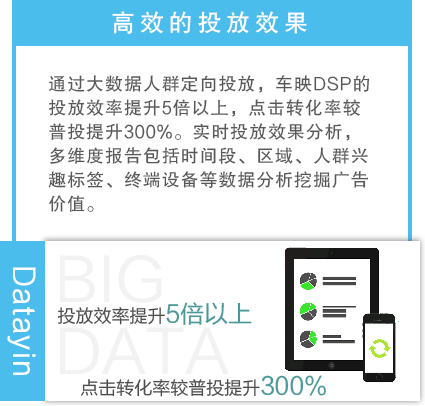 高效的投放效果
通过大数据人群定向投放，车映DSP的
投放效率提升5倍以上，点击转化率较
普投提升300%。实时投放效果分析，
多维度报告包括时间段、区域、人群兴
趣标签、终端设备等数据分析挖掘广告
价值。
Datayin
BIG
投放效率提升5倍以上
DATA
点击转化率较普投提升300%